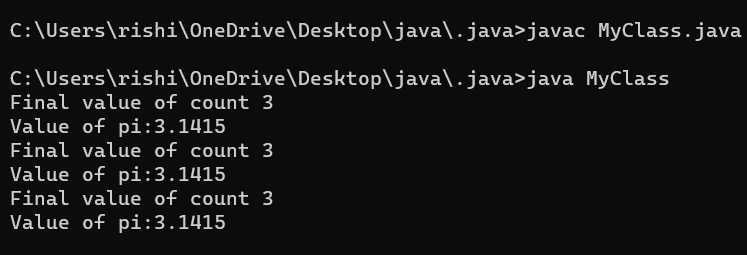 C:\Users\rishi\OneDrive\Desktop\java\.java>javac MyClass.java
C:\Users\rishi\OneDrive\Desktop\java\.java>java MyClass
Final value of count 3
Value of pi:3.1415
Final value of count 3
Value of pi:3.1415
Final value of count 3
Value of pi:3.1415